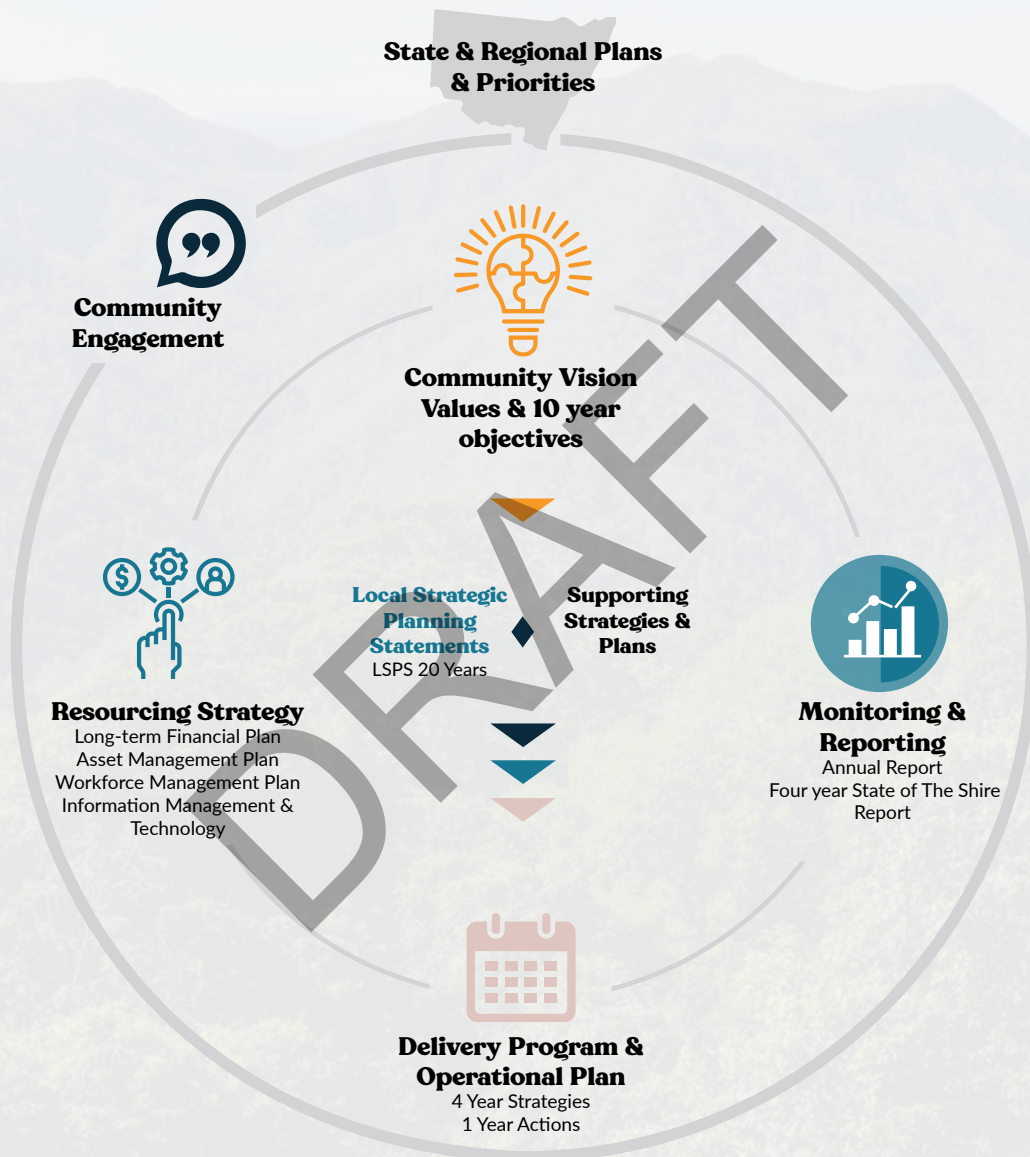 State & Regional Plans
& Priorities
Community
Engagement
Community Vision
Values & 10 year
objectives
Local Strategic
Planning
Statements
LSPS 20 Years
Supporting
Strategies &
Plans
Resourcing Strategy
Long-term Financial Plan
Asset Management Plan
Workforce Management Plan
Information Management &
Technology
Monitoring &
Reporting
Annual Report
Four year State of The Shire
Report
Delivery Program &
Operational Plan
4 Year Strategies
1 Year Actions
DRAFT
$